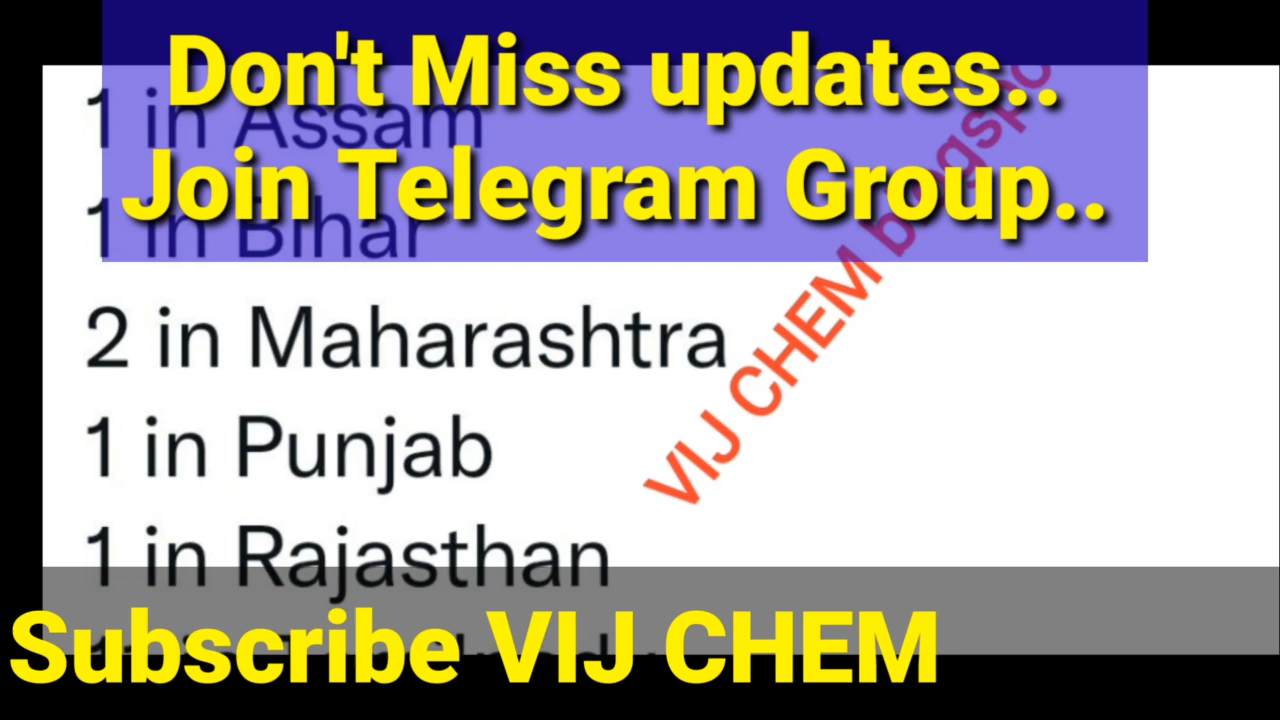 Don't Miss updates..
1 in Assam
Join Telegram Group..
1 in Bihar
2 in Maharashtra
1 in Punjab
1 in Rajasthan
VIJ CHEM
Subscribe VIJ CHEM